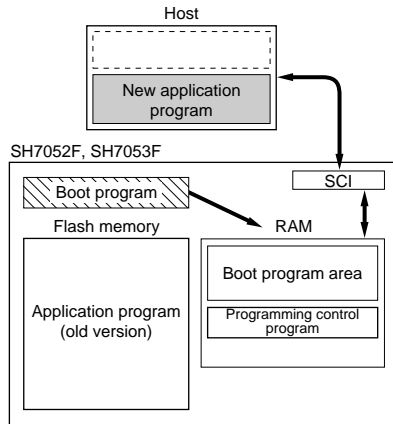 Host
New application
program
SH7052F, SH7053F
SCI
Boot program
Flash memory
RAM
Boot program area
Application program
(old version)
Programming control
program